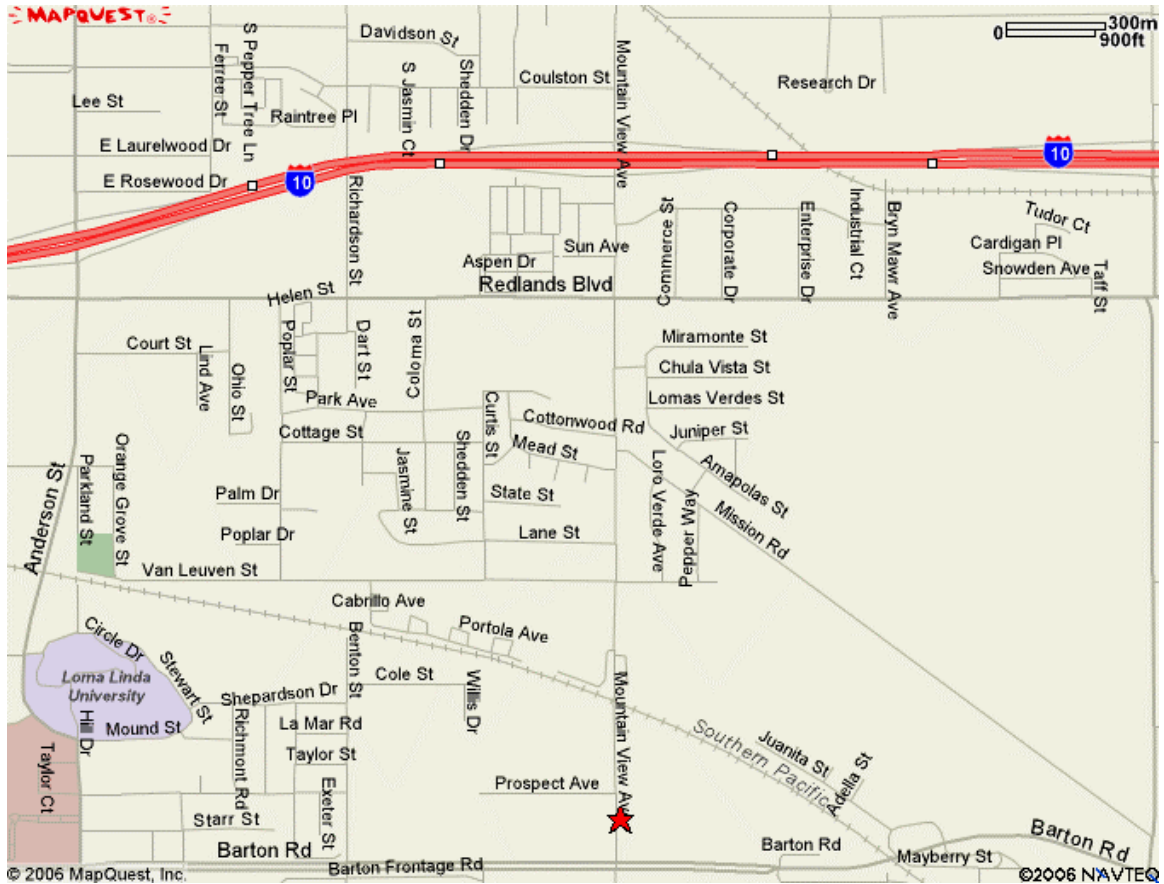 MAPQUEST®
300m
0
900ft
Davidson St
S Pepper Tree Ln
Ferree St
Shedden Dr
S Jasmin Ct
Coulston St
Mountain View Ave
Research Dr
Lee St
Raintree Pl
E Laurelwood Dr
E Rosewood Dr
10
10
Richardson St
Commerce St
Corporate Dr
Enterprise Dr
Industrial Ct
Bryn Mawr Ave
Tudor Ct
Cardigan Pl
Snowden Ave
Taff St
Sun Ave
Aspen Dr
Redlands Blvd
Helen St
Court St
Lind Ave
Ohio St
Poplar St
Dart St
Coloma St
Park Ave
Cottage St
Miramonte St
Chula Vista St
Lomas Verdes St
Juniper St
Curtis St
Cottonwood Rd
Mead St
Shedden St
Jasmine St
State St
Lane St
Loro Verde Ave
Pepper Way
Amapolas St
Mission Rd
Anderson St
Parkland St
Orange Grove St
Palm Dr
Poplar Dr
Van Leuven St
Cabrillo Ave
Portola Ave
Benton St
Circle Dr
Stewart St
Loma Linda
University
Mound St
Hill Dr
Shepardson Dr
Cole St
Willis Dr
Mountain View Ave
Richmont Rd
La Mar Rd
Taylor St
Exeter St
Taylor Ct
Starr St
Prospect Ave
Southern Pacific
Juanita St
Adella St
Barton Rd
Barton Frontage Rd
Barton Rd
Mayberry St
Barton Rd
© 2006 MapQuest, Inc.
©2006 NAVTEQ